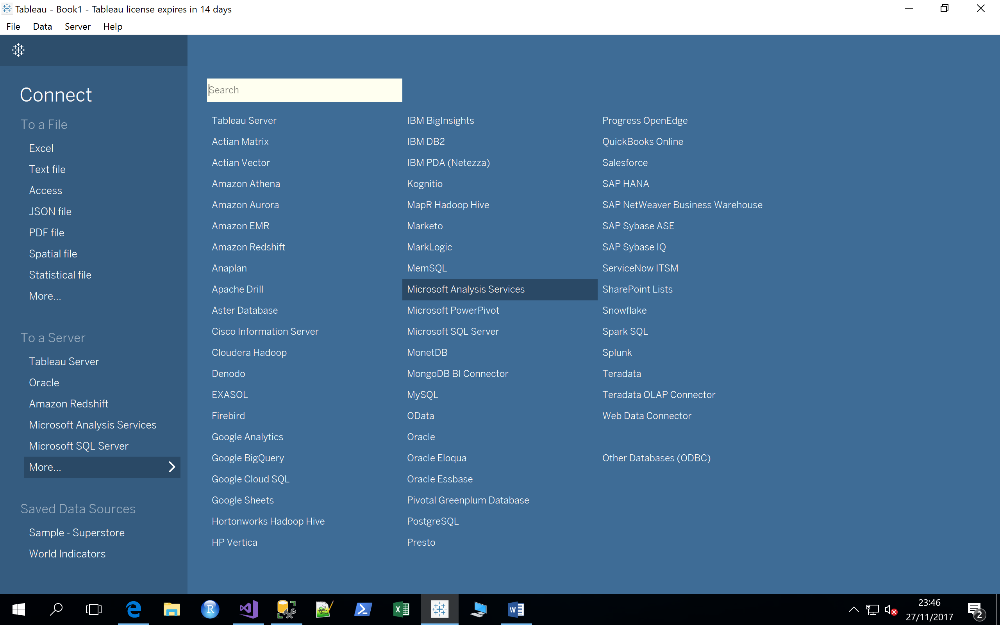 Tableau - Book1 - Tableau license expires in 14 days
File Data Server Help
Connect
To a File
Excel
Text file
Access
JSON file
PDF file
Spatial file
Statistical file
More...
To a Server
Tableau Server
Oracle
Amazon Redshift
Microsoft Analysis Services
Microsoft SQL Server
More...
Saved Data Sources
Sample - Superstore
World Indicators
Search
Tableau Server
Actian Matrix
Actian Vector
Amazon Athena
Amazon Aurora
Amazon EMR
Amazon Redshift
Anaplan
Apache Drill
Aster Database
Cisco Information Server
Cloudera Hadoop
Denodo
EXASOL
Firebird
Google Analytics
Google BigQuery
Google Cloud SQL
Google Sheets
Hortonworks Hadoop Hive
HP Vertica
IBM BigInsights
IBM DB2
IBM PDA (Netezza)
Kognitio
MapR Hadoop Hive
Marketo
MarkLogic
MemSQL
Microsoft Analysis Services
Microsoft PowerPivot
Microsoft SQL Server
MonetDB
MongoDB BI Connector
MySQL
OData
Oracle
Oracle Eloqua
Oracle Essbase
Pivotal Greenplum Database
PostgreSQL
Presto
Progress OpenEdge
QuickBooks Online
Salesforce
SAP HANA
SAP NetWeaver Business Warehouse
SAP Sybase ASE
SAP Sybase IQ
ServiceNow ITSM
SharePoint Lists
Snowflake
Spark SQL
Splunk
Teradata
Teradata OLAP Connector
Web Data Connector
Other Databases (ODBC)
23:46
27/11/2017
2